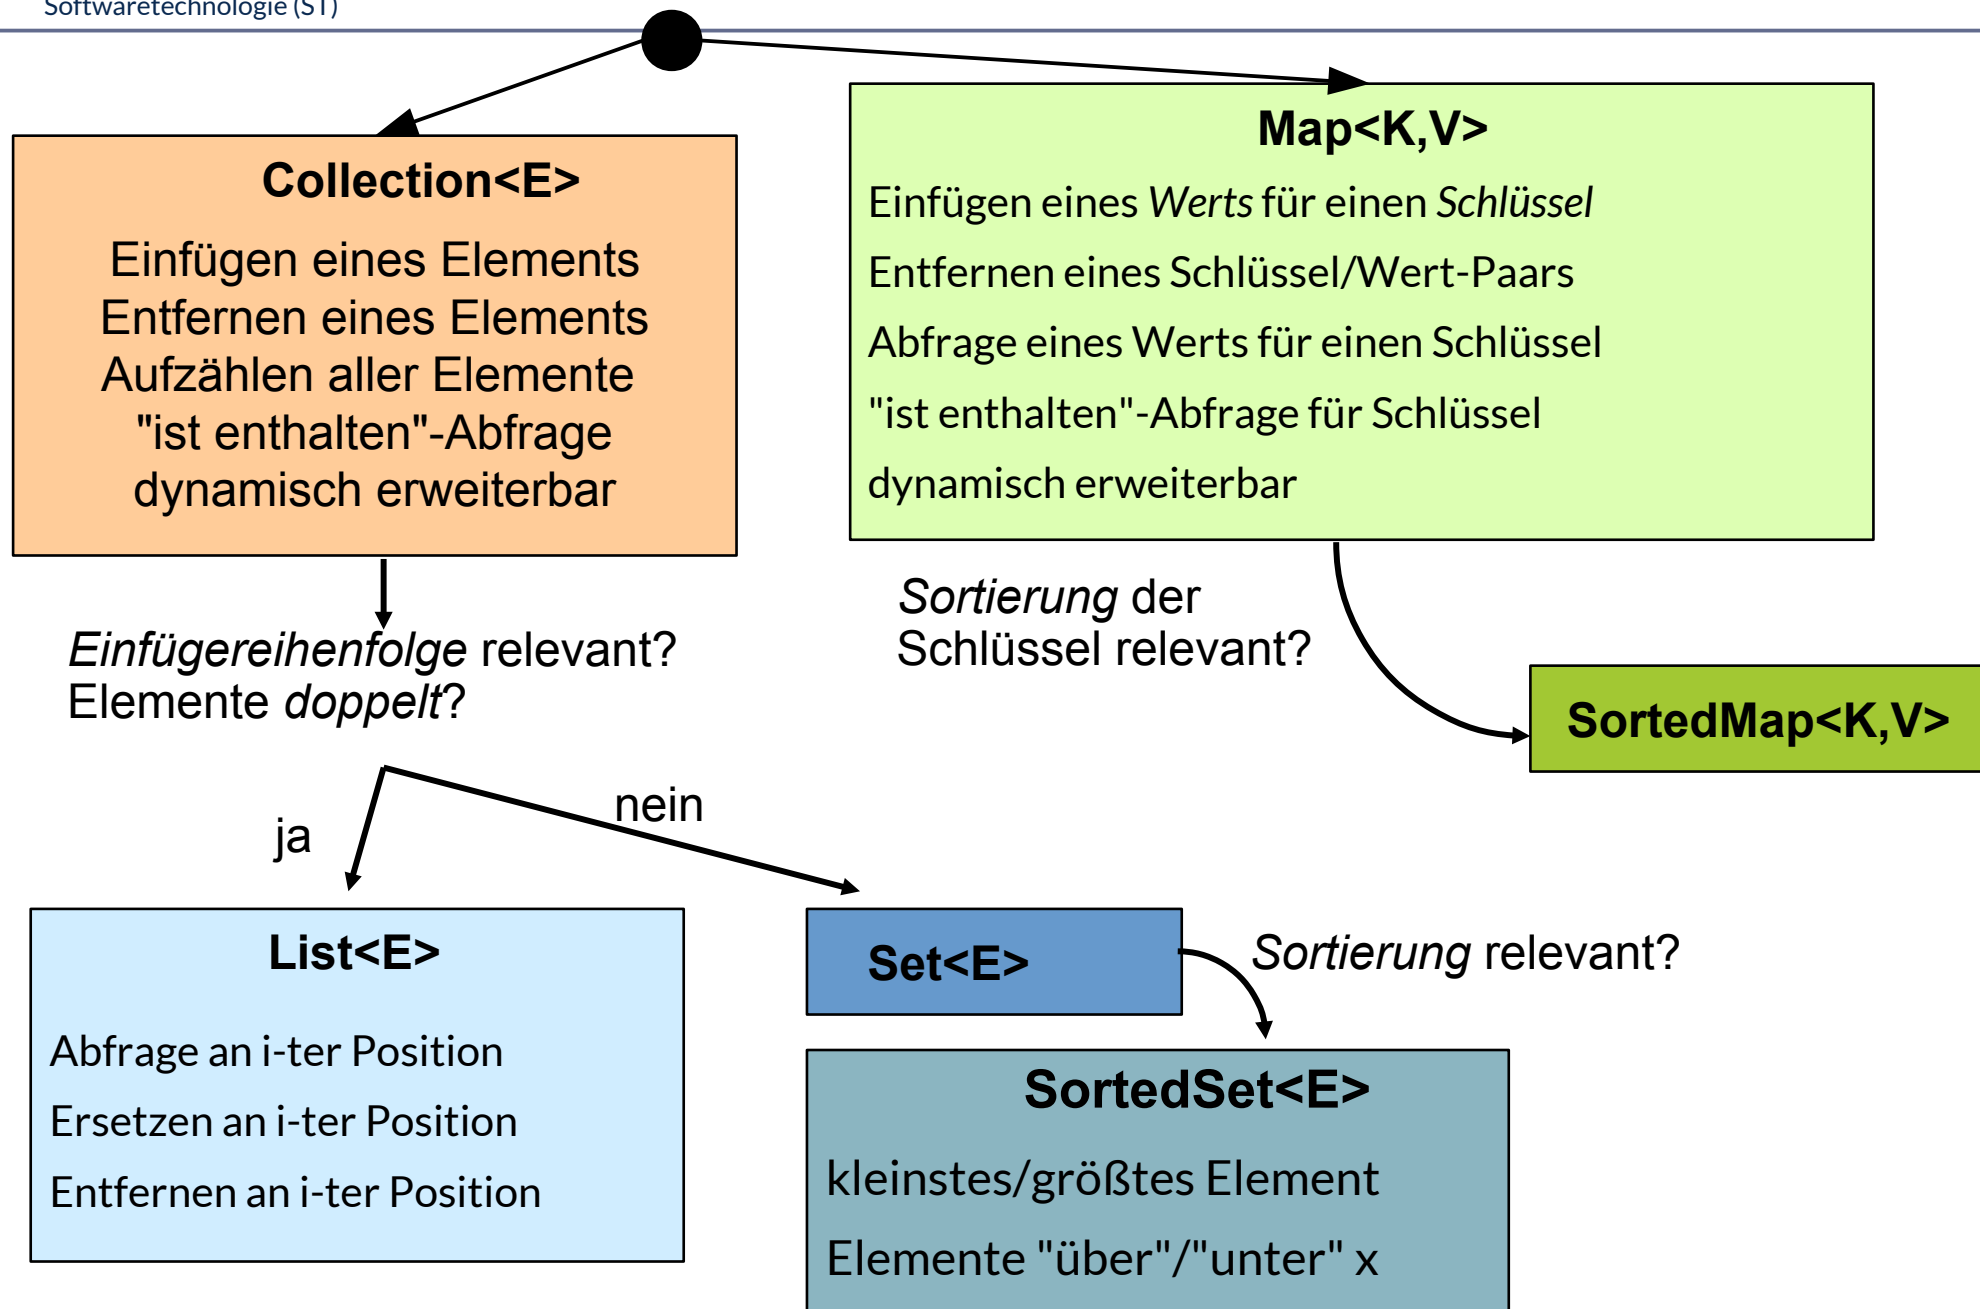 Softwaretechnologie (ST)
Collection<E>
Einfügen eines Elements
Entfernen eines Elements
Aufzählen aller Elemente
"ist enthalten"-Abfrage
dynamisch erweiterbar
Map<K,V>
Einfügen eines Werts für einen Schlüssel
Entfernen eines Schlüssel/Wert-Paars
Abfrage eines Werts für einen Schlüssel
"ist enthalten"-Abfrage für Schlüssel
dynamisch erweiterbar
Einfügereihenfolge relevant?
Elemente doppelt?
Sortierung der
Schlüssel relevant?
SortedMap<K,V>
ja
nein
List<E>
Abfrage an i-ter Position
Ersetzen an i-ter Position
Entfernen an i-ter Position
Set<E>
Sortierung relevant?
SortedSet<E>
kleinstes/größtes Element
Elemente "über"/"unter" x